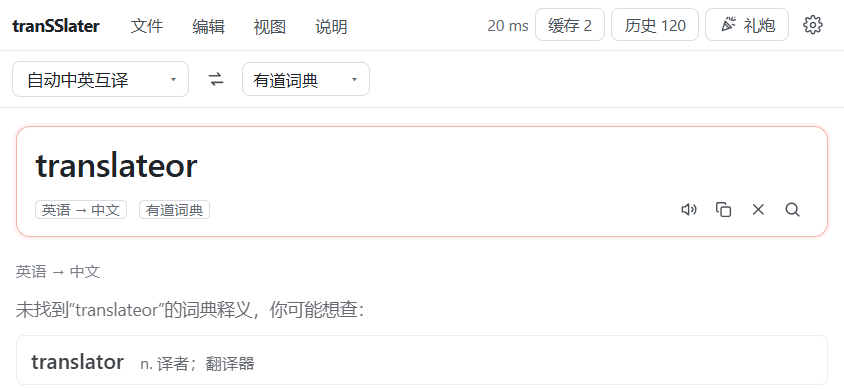 tranSSlater 文件 编辑 视图 说明 20 ms 缓存 2 历史 120 礼炮
自动中英互译 有道词典
translateor
英语 → 中文 有道词典
英语 → 中文
未找到“translateor”的词典释义，你可能想查：
translator n. 译者；翻译器